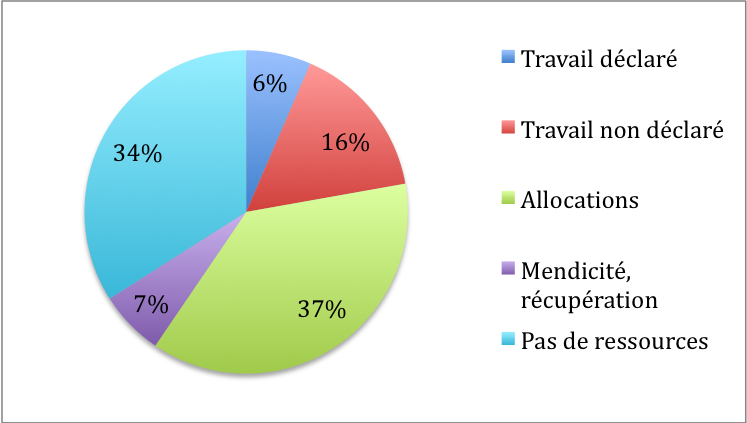 6%
16%
37%
7%
34%
Travail déclaré
Travail non déclaré
Allocations
Mendicité,
récupération
Pas de ressources